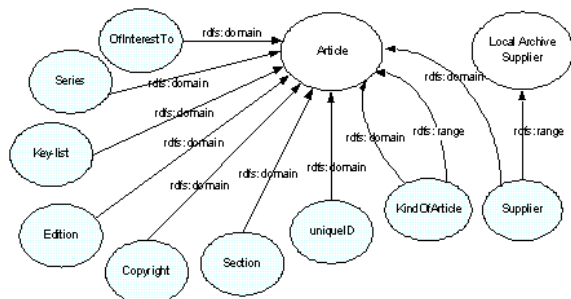 OfInterestTo
rdfs:domain
Article
Local Archive
Supplier
Series
rdfs:domain
rdfs:domain
Key-list
rdfs:domain
rdfs:domain
rdfs:range
rdfs:range
rdfs:domain
rdfs:domain
rdfs:domain
rdfs:domain
Edition
Copyright
Section
uniqueID
KindOfArticle
Supplier